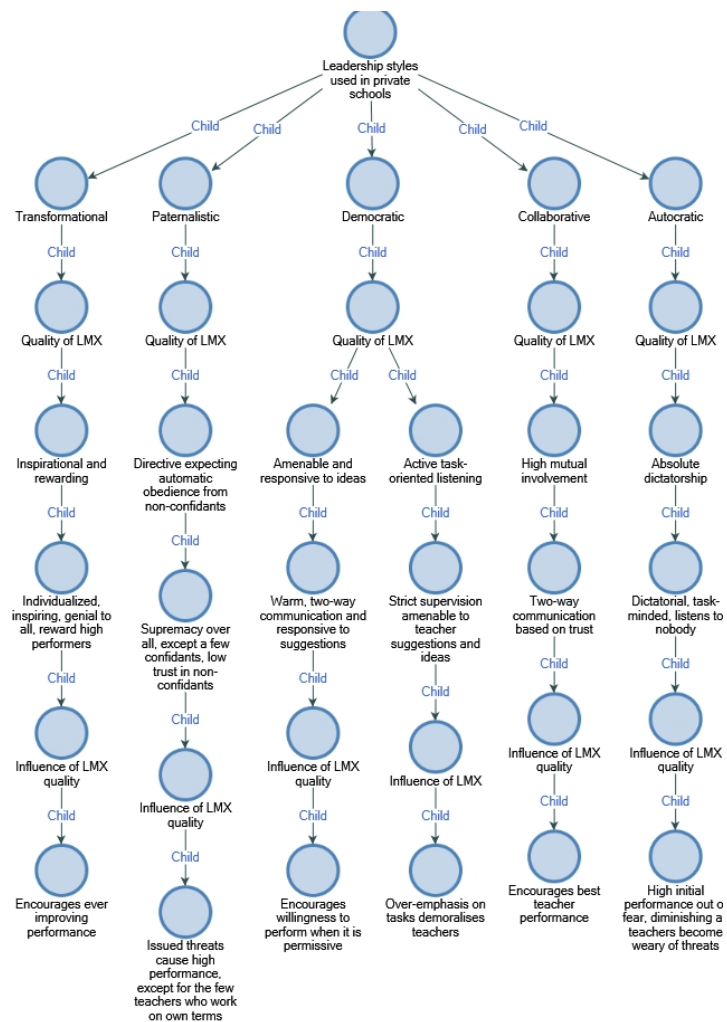 Leadership styles
used in private
schools
Child
Child
Child
Child
Child
Transformational
Paternalistic
Democratic
Collaborative
Autocratic
Child
Child
Child
Child
Child
Quality of LMX
Quality of LMX
Quality of LMX
Quality of LMX
Quality of LMX
Child
Child
Child
Child
Child
Child
Inspirational and
rewarding
Directive expecting
automatic
obedience from
non-confidants
Amenable and
responsive to ideas
Active task-
oriented listening
High mutual
involvement
Absolute
dictatorship
Child
Child
Child
Child
Child
Child
Individualized,
inspiring, genial to
all, reward high
performers
Supremacy over
all, except a few
confidants, low
trust in non-
confidants
Warm, two-way
communication and
responsive to
suggestions
Strict supervision
amenable to
teacher
suggestions and
ideas
Two-way
communication
based on trust
Dictatorial, task-
minded, listens to
nobody
Child
Child
Child
Child
Child
Child
Influence of LMX
quality
Influence of LMX
quality
Influence of LMX
quality
Influence of LMX
Influence of LMX
quality
Influence of LMX
quality
Child
Child
Child
Child
Child
Child
Encourages ever
improving
performance
Issued threats
cause high
performance,
except for the few
teachers who work
on own terms
Encourages
willingness to
perform when it is
permissive
Over-emphasis on
tasks demoralises
teachers
Encourages best
teacher
performance
High initial
performance out o
fear, diminishing a
teachers become
weary of threats